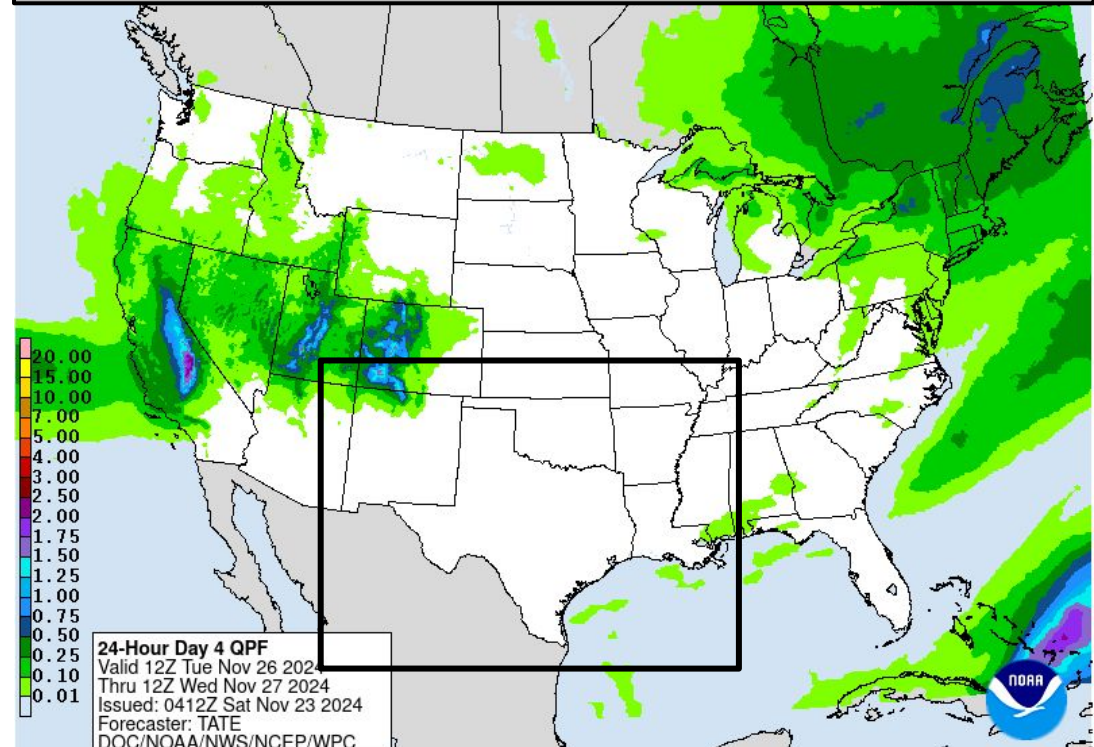 20.00
15.00
10.00
7.00
5.00
4.00
3.00
2.50
2.00
1.75
1.50
1.25
1.00
0.75
0.50
0.25
0.10
0.01
24-Hour Day 4 QPF
Valid 12Z Tue Nov 26 2024
Thru 12Z Wed Nov 27 2024
Issued: 0412Z Sat Nov 23 2024
Forecaster: TATE
DOC/NOAA/NWS/NCEP/WPC
NOAA